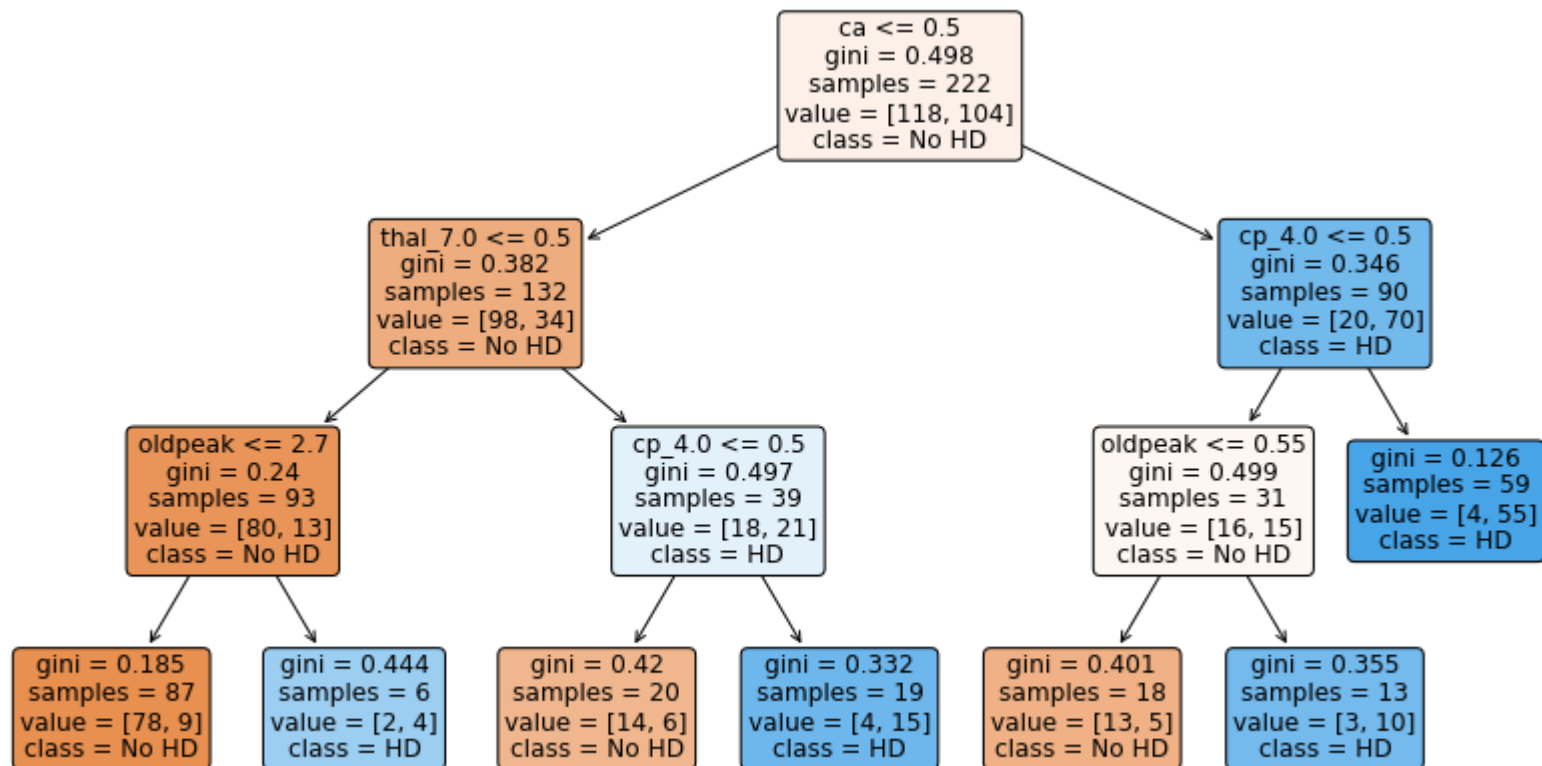 ca <= 0.5
gini = 0.498
samples = 222
value = [118, 104]
class = No HD
thal_7.0 <= 0.5
gini = 0.382
samples = 132
value = [98, 34]
class = No HD
cp_4.0 <= 0.5
gini = 0.346
samples = 90
value = [20, 70]
class = HD
oldpeak <= 2.7
gini = 0.24
samples = 93
value = [80, 13]
class = No HD
cp_4.0 <= 0.5
gini = 0.497
samples = 39
value = [18, 21]
class = HD
oldpeak <= 0.55
gini = 0.499
samples = 31
value = [16, 15]
class = No HD
gini = 0.126
samples = 59
value = [4, 55]
class = HD
gini = 0.185
samples = 87
value = [78, 9]
class = No HD
gini = 0.444
samples = 6
value = [2, 4]
class = HD
gini = 0.42
samples = 20
value = [14, 6]
class = No HD
gini = 0.332
samples = 19
value = [4, 15]
class = HD
gini = 0.401
samples = 18
value = [13, 5]
class = No HD
gini = 0.355
samples = 13
value = [3, 10]
class = HD